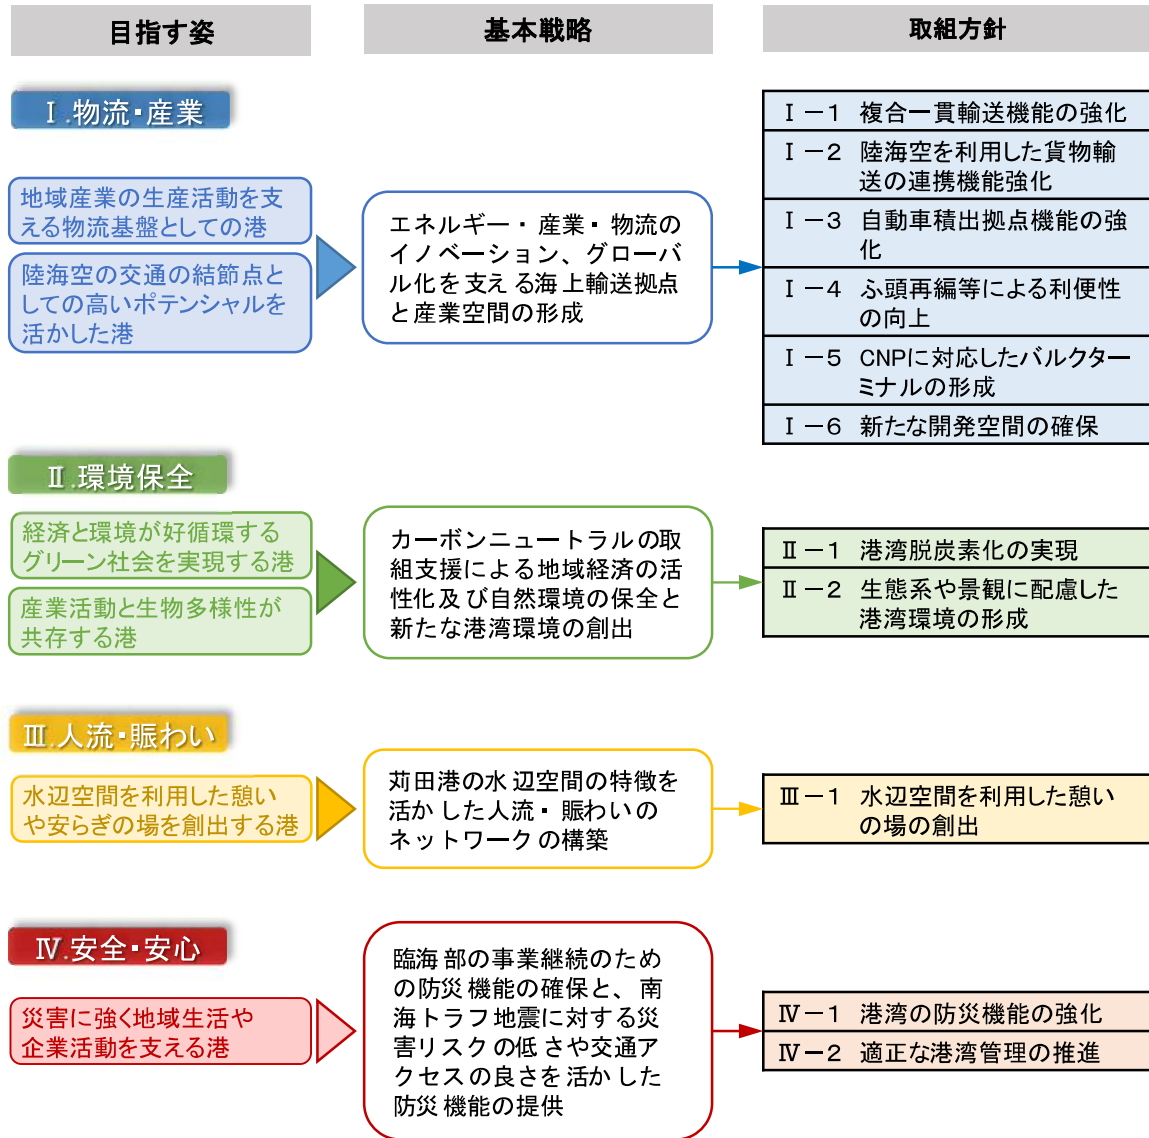 目指す姿
基本戦略
取組方針
Ⅰ.物流・産業
地域産業の生産活動を支
える物流基盤としての港
陸海空の交通の結節点と
しての高いポテンシャルを
活かした港
エネルギー・産業・物流の
イノベーション、グローバ
ル化を支える海上輸送拠点
と産業空間の形成
Ⅰ－1 複合一貫輸送機能の強化
Ⅰ－2 陸海空を利用した貨物輸
送の連携機能強化
Ⅰ－3 自動車積出拠点機能の強
化
Ⅰ－4 ふ頭再編等による利便性
の向上
Ⅰ－5 CNPに対応したバルクター
ミナルの形成
Ⅰ－6 新たな開発空間の確保
Ⅱ.環境保全
経済と環境が好循環する
グリーン社会を実現する港
産業活動と生物多様性が
共存する港
カーボンニュートラルの取
組支援による地域経済の活
性化及び自然環境の保全と
新たな港湾環境の創出
Ⅱ－1 港湾脱炭素化の実現
Ⅱ－2 生態系や景観に配慮した
港湾環境の形成
Ⅲ.人流・賑わい
水辺空間を利用した憩い
や安らぎの場を創出する港
苅田港の水辺空間の特徴を
活かした人流・賑わいの
ネットワークの構築
Ⅲ－1 水辺空間を利用した憩い
の場の創出
Ⅳ.安全・安心
災害に強く地域生活や
企業活動を支える港
臨海部の事業継続のため
の防災機能の確保と、南
海トラフ地震に対する災
害リスクの低さや交通ア
クセスの良さを活かした
防災機能の提供
Ⅳ－1 港湾の防災機能の強化
Ⅳ－2 適正な港湾管理の推進